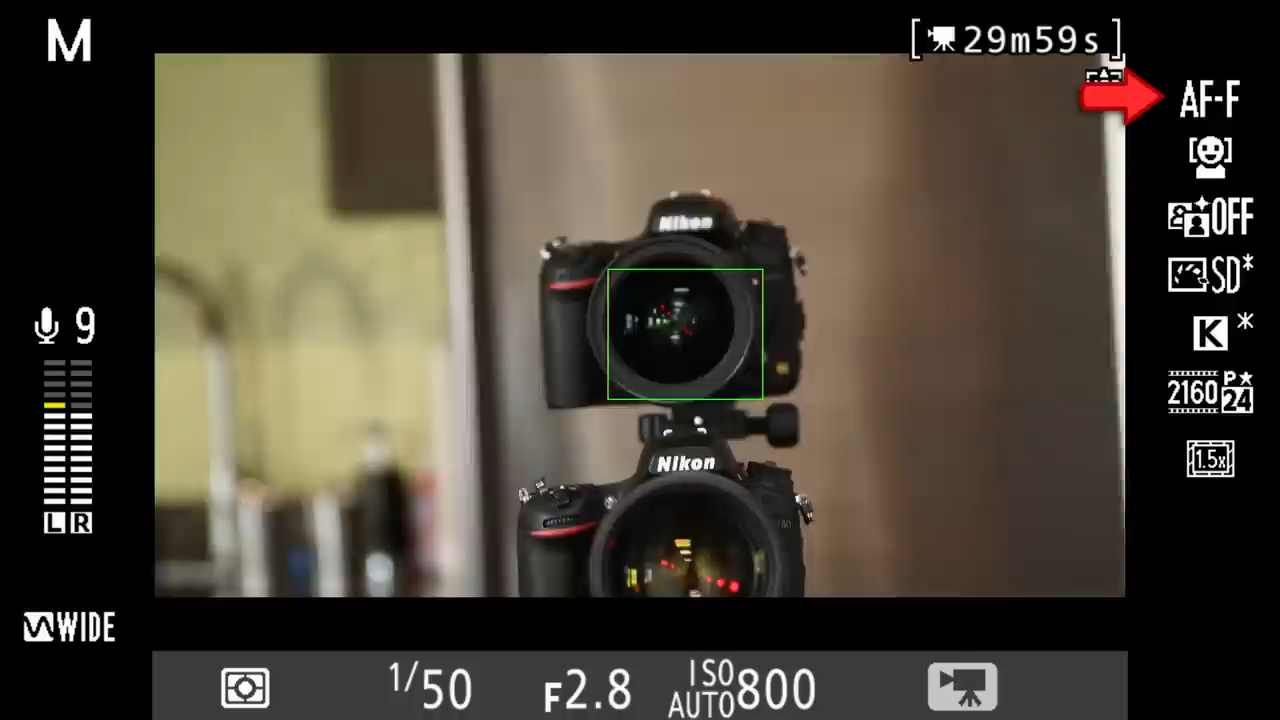 M
[29m59s]
AF-F
OFF
SD*
K *
2160 P★
24
1.5x
9
L R
WIDE
Nikon
Nikon
1/50 F2.8 ISO AUTO 800